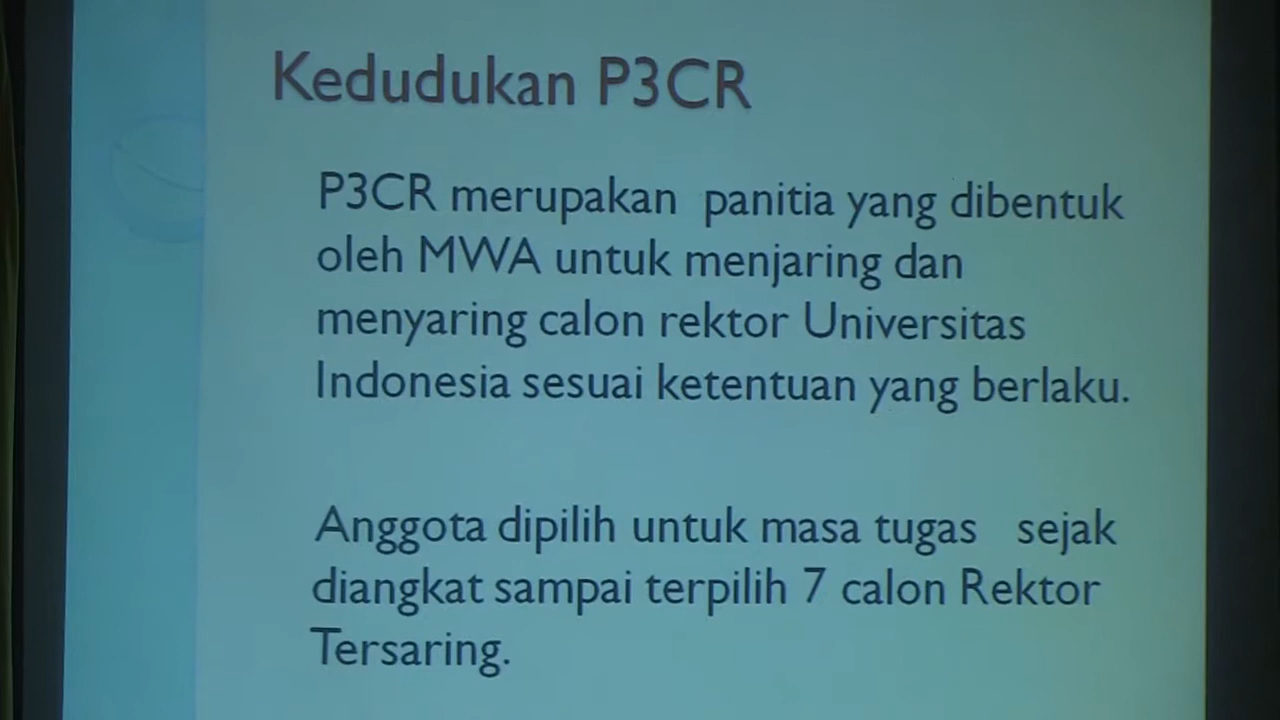 Kedudukan P3CR
P3CR merupakan panitia yang dibentuk
oleh MWA untuk menjaring dan
menyaring calon rektor Universitas
Indonesia sesuai ketentuan yang berlaku.
Anggota dipilih untuk masa tugas sejak
diangkat sampai terpilih 7 calon Rektor
Tersaring.